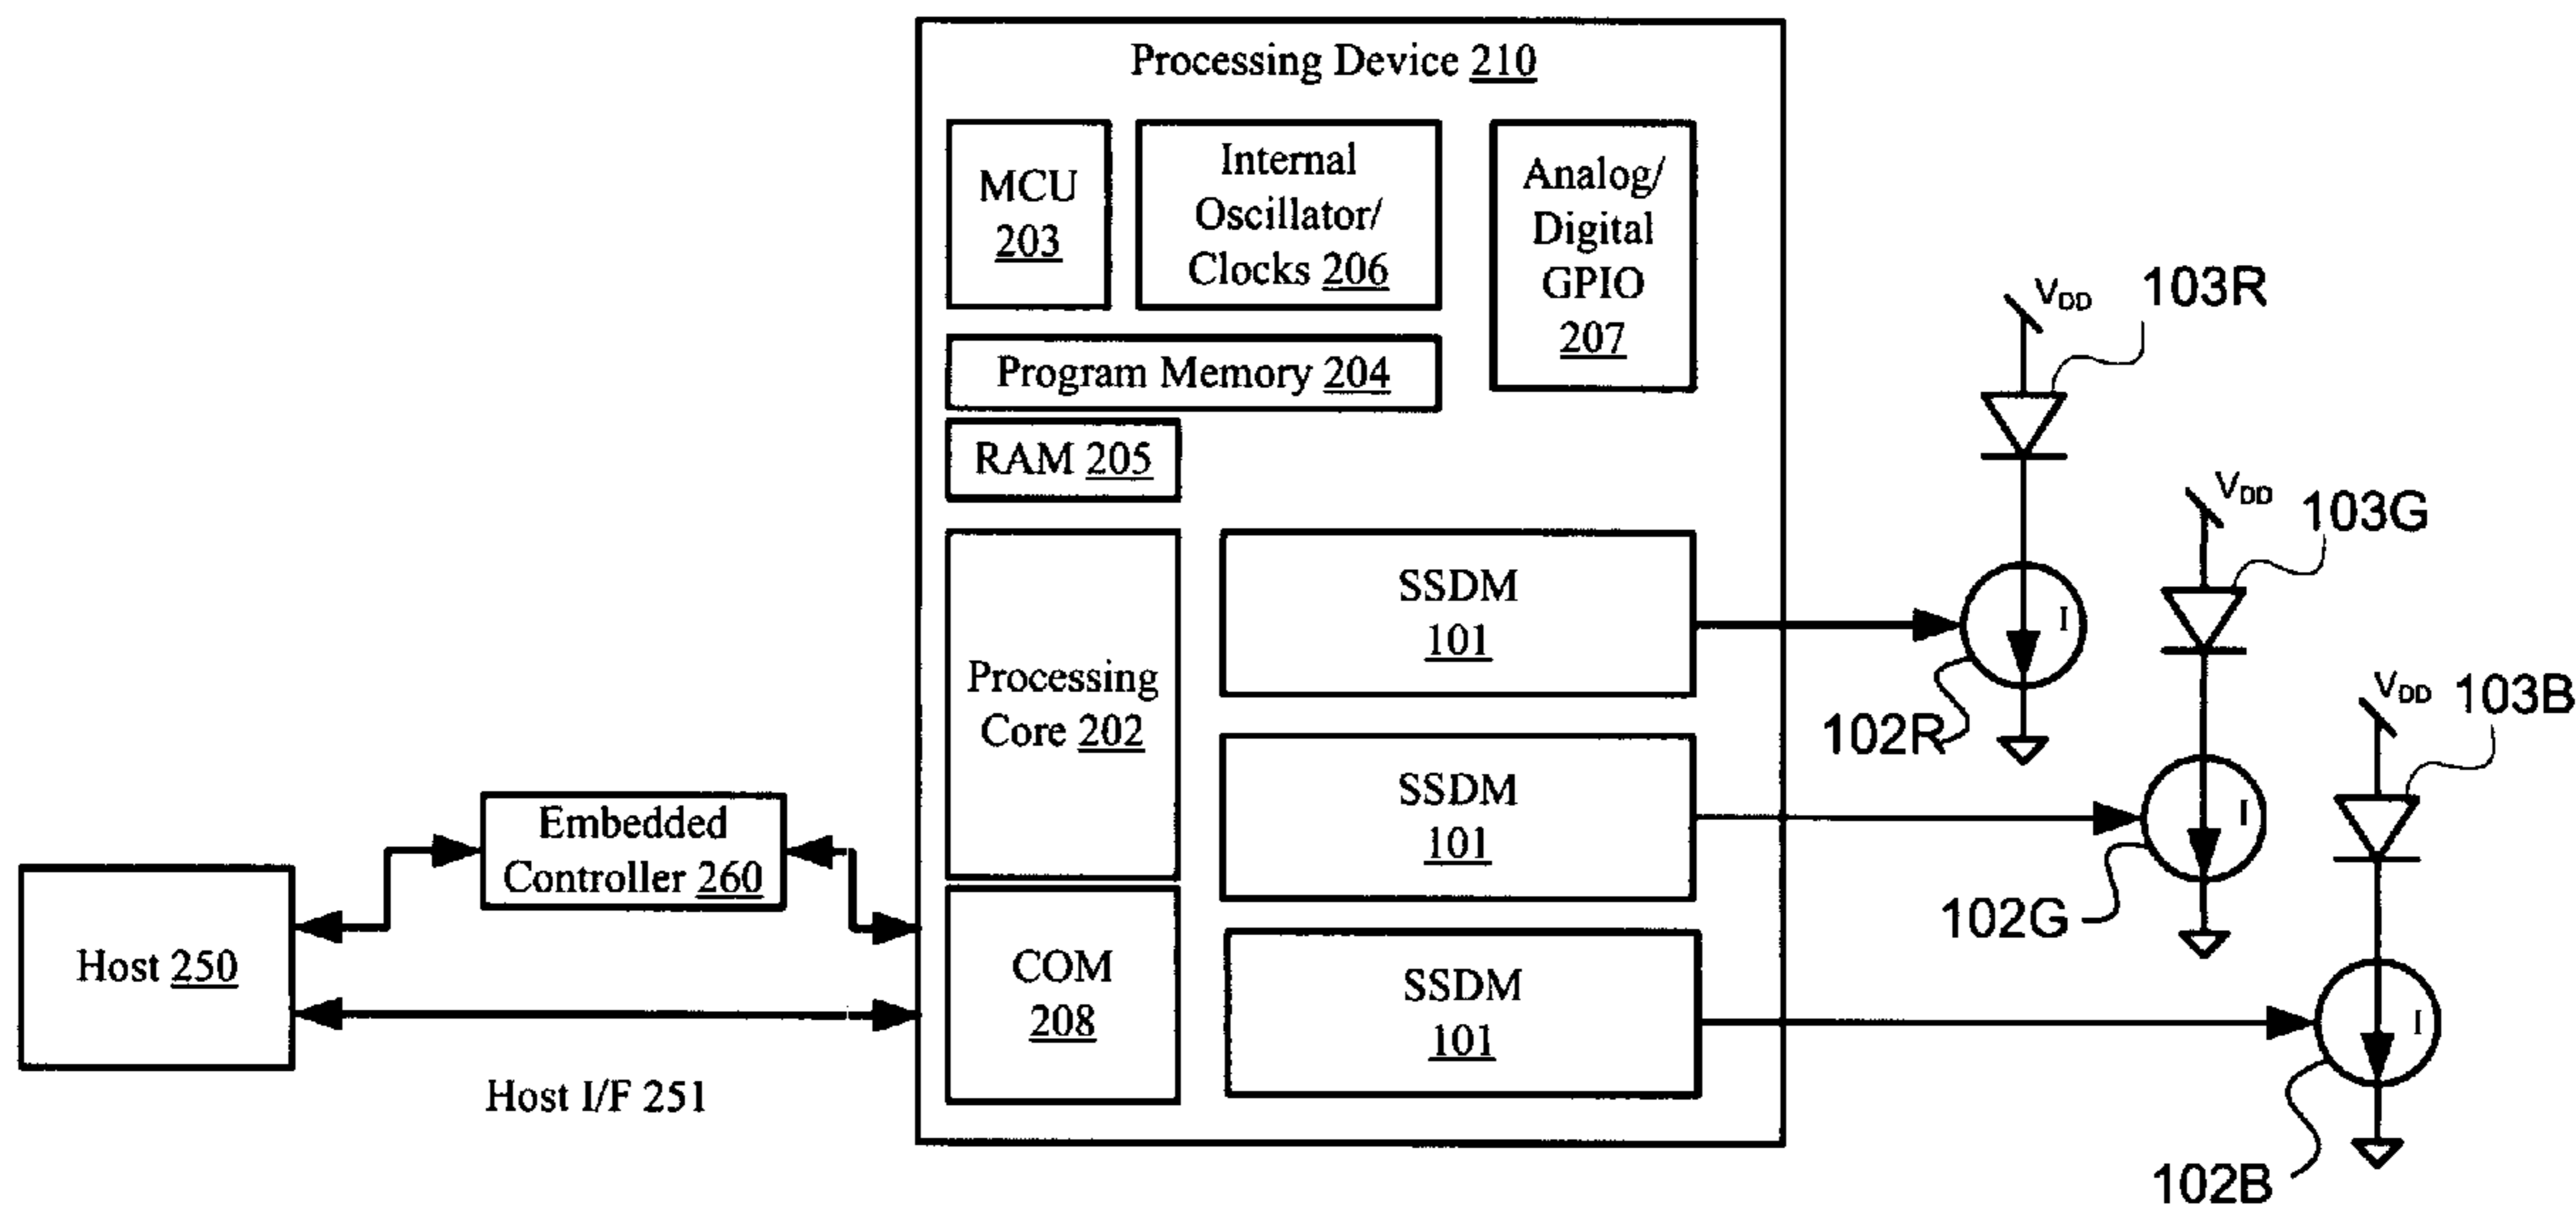 Processing Device 210
MCU
203
Internal
Oscillator/
Clocks 206
Analog/
Digital
GPIO
207
Program Memory 204
RAM 205
Processing
Core 202
COM
208
SSDM
101
SSDM
101
SSDM
101
Embedded
Controller 260
Host 250
Host I/F 251
VDD
103R
I
102R
VDD
103G
I
102G
VDD
103B
I
102B